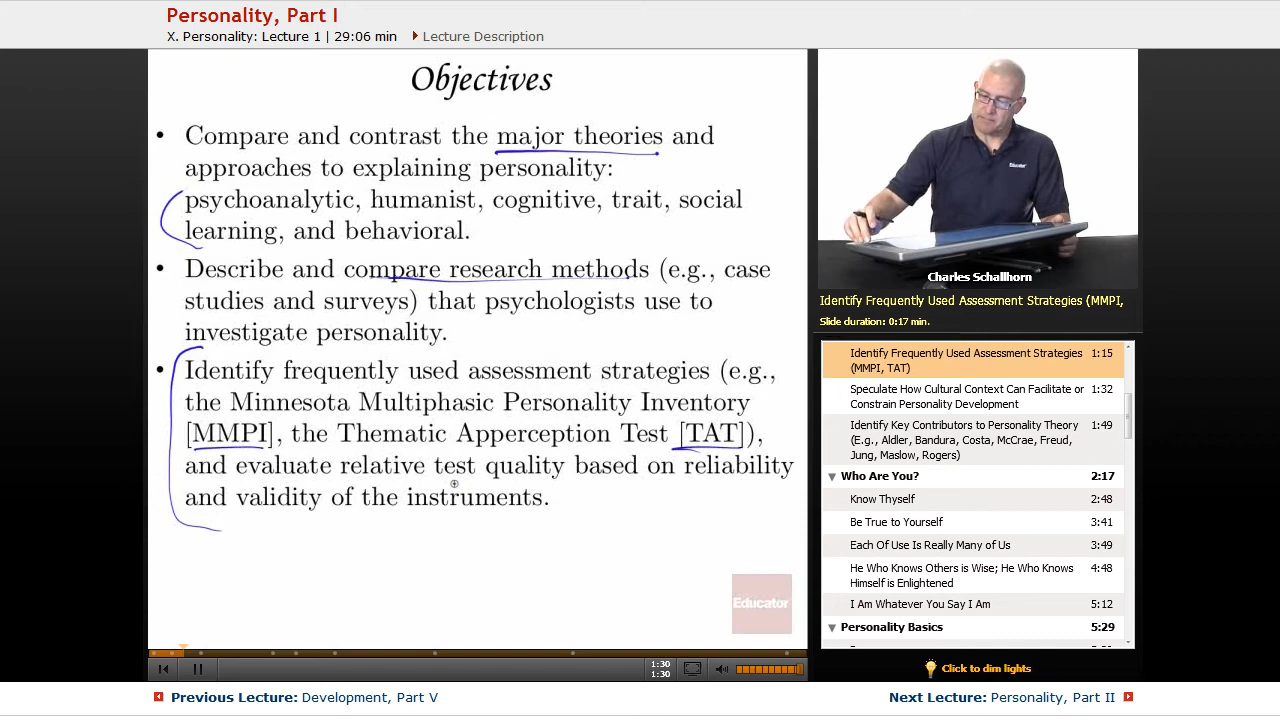 Personality, Part I
X. Personality: Lecture 1 | 29:06 min
Lecture Description
Objectives
• Compare and contrast the major theories and
approaches to explaining personality:
psychoanalytic, humanist, cognitive, trait, social
learning, and behavioral.
• Describe and compare research methods (e.g., case
studies and surveys) that psychologists use to
investigate personality.
• Identify frequently used assessment strategies (e.g.,
the Minnesota Multiphasic Personality Inventory
[MMPI], the Thematic Apperception Test [TAT]),
and evaluate relative test quality based on reliability
and validity of the instruments.
Educator
1:30
1:30
Educator
Charles Schallhorn
Identify Frequently Used Assessment Strategies (MMPI,
Slide duration: 0:17 min.
Identify Frequently Used Assessment Strategies 1:15
(MMPI, TAT)
Speculate How Cultural Context Can Facilitate or 1:32
Constrain Personality Development
Identify Key Contributors to Personality Theory 1:49
(E.g., Aldler, Bandura, Costa, McCrae, Freud,
Jung, Maslow, Rogers)
Who Are You? 2:17
Know Thyself 2:48
Be True to Yourself 3:41
Each Of Use Is Really Many of Us 3:49
He Who Knows Others is Wise; He Who Knows 4:48
Himself is Enlightened
I Am Whatever You Say I Am 5:12
Personality Basics 5:29
Click to dim lights
Previous Lecture: Development, Part V
Next Lecture: Personality, Part II